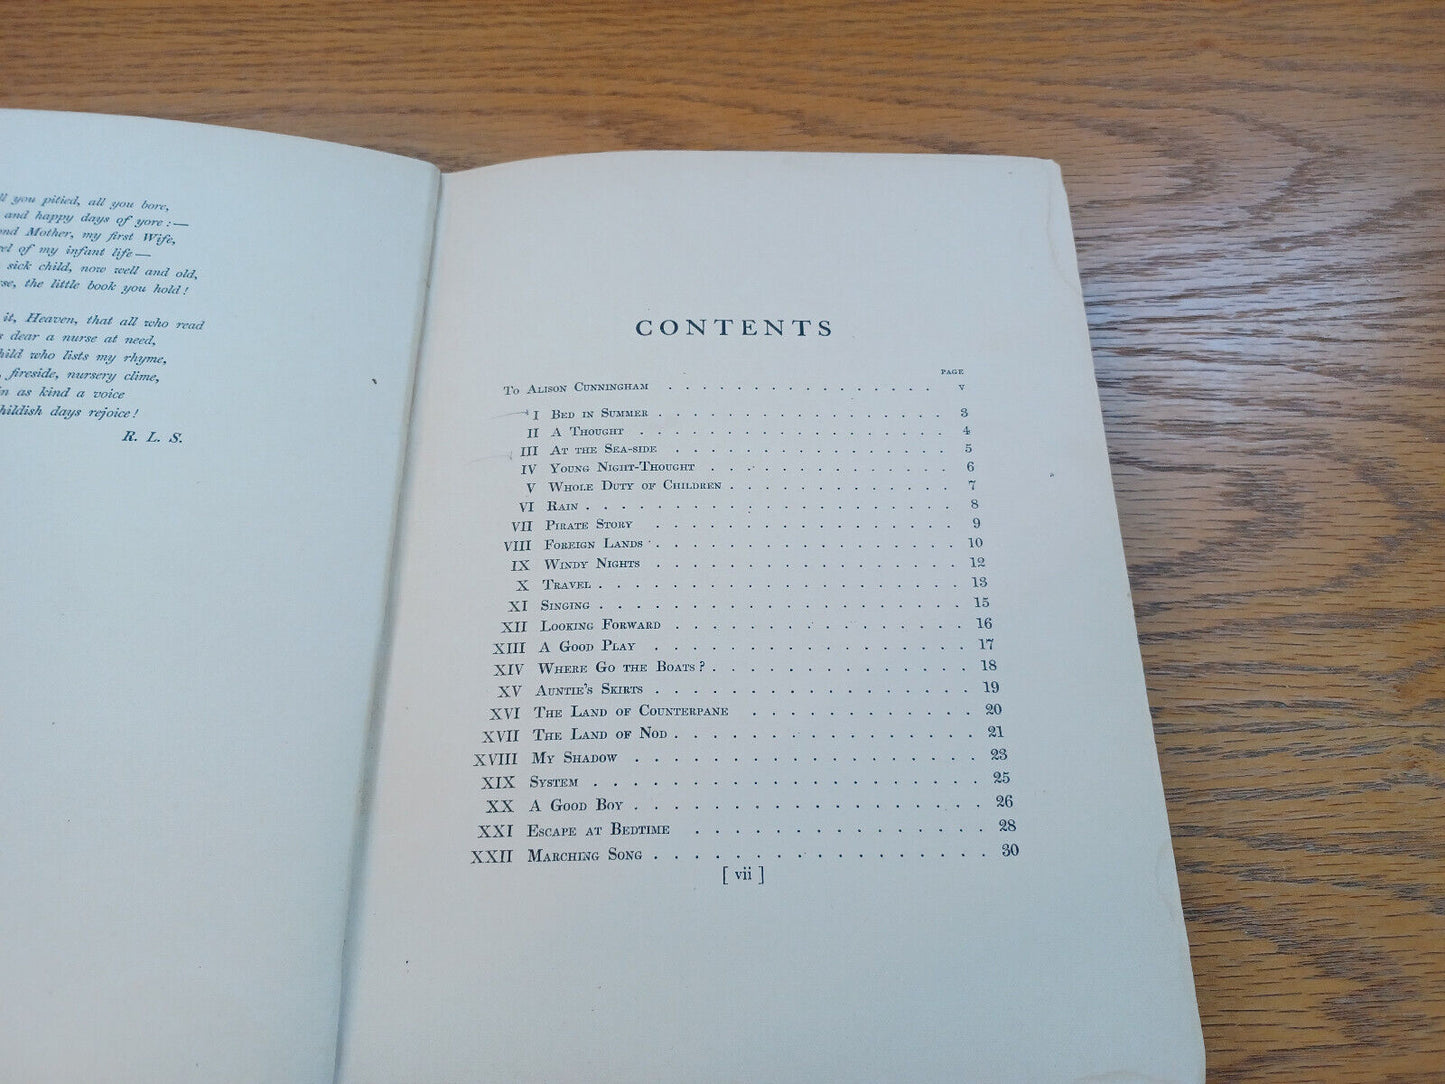 you pitied, all you bore,
and happy days of yore:—
Mother, my first Wife,
of my infant life—
sick child, now well and old,
the little book you hold!
it, Heaven, that all who read
dear a nurse at need,
who lists my rhyme,
fireside, nursery clime,
in as kind a voice
days rejoice!
R. L. S.
CONTENTS
PAGE
To Alison Cunningham . . . . . . . . . . . . . . . . v
I Bed in Summer . . . . . . . . . . . . . . . . 3
II A Thought . . . . . . . . . . . . . . . . 4
III At the Sea-side . . . . . . . . . . . . . . . 5
IV Young Night-Thought . . . . . . . . . . . . . 6
V Whole Duty of Children . . . . . . . . . . . . 7
VI Rain . . . . . . . . . . . . . . . . . . 8
VII Pirate Story . . . . . . . . . . . . . . . 9
VIII Foreign Lands . . . . . . . . . . . . . . . 10
IX Windy Nights . . . . . . . . . . . . . . . 12
X Travel . . . . . . . . . . . . . . . . . . 13
XI Singing . . . . . . . . . . . . . . . . . . 15
XII Looking Forward . . . . . . . . . . . . . . 16
XIII A Good Play . . . . . . . . . . . . . . . 17
XIV Where Go the Boats? . . . . . . . . . . . . . 18
XV Auntie's Skirts . . . . . . . . . . . . . . . 19
XVI The Land of Counterpane . . . . . . . . . . . 20
XVII The Land of Nod . . . . . . . . . . . . . . 21
XVIII My Shadow . . . . . . . . . . . . . . . . 23
XIX System . . . . . . . . . . . . . . . . . . 25
XX A Good Boy . . . . . . . . . . . . . . . . 26
XXI Escape at Bedtime . . . . . . . . . . . . . 28
XXII Marching Song . . . . . . . . . . . . . . . 30
[ vii ]